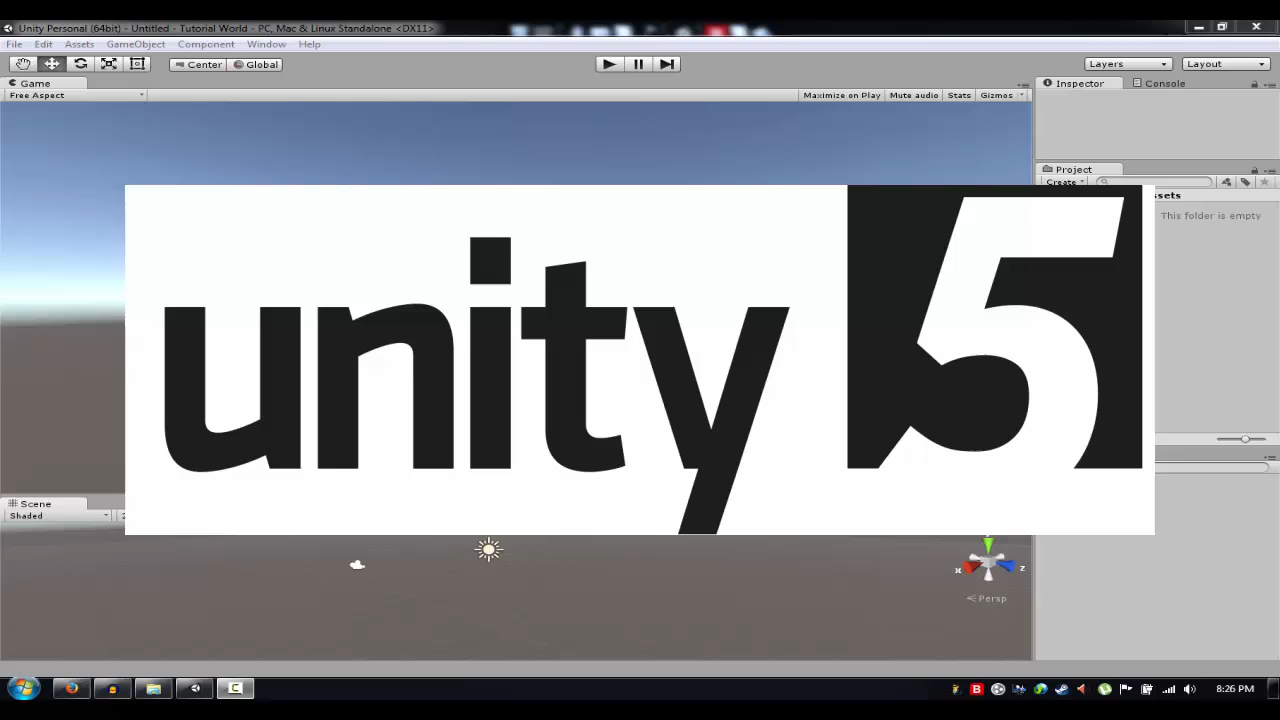 Unity Personal (64bit) - Untitled - Tutorial World - PC, Mac & Linux Standalone <DX11>
File Edit Assets GameObject Component Window Help
Center Global Layers Layout
Game Inspector Console
Free Aspect Maximize on Play Mute audio Stats Gizmos
Project
Create
ssets
This folder is empty
unity 5
Scene
Shaded 2
x z
Persp
8:26 PM